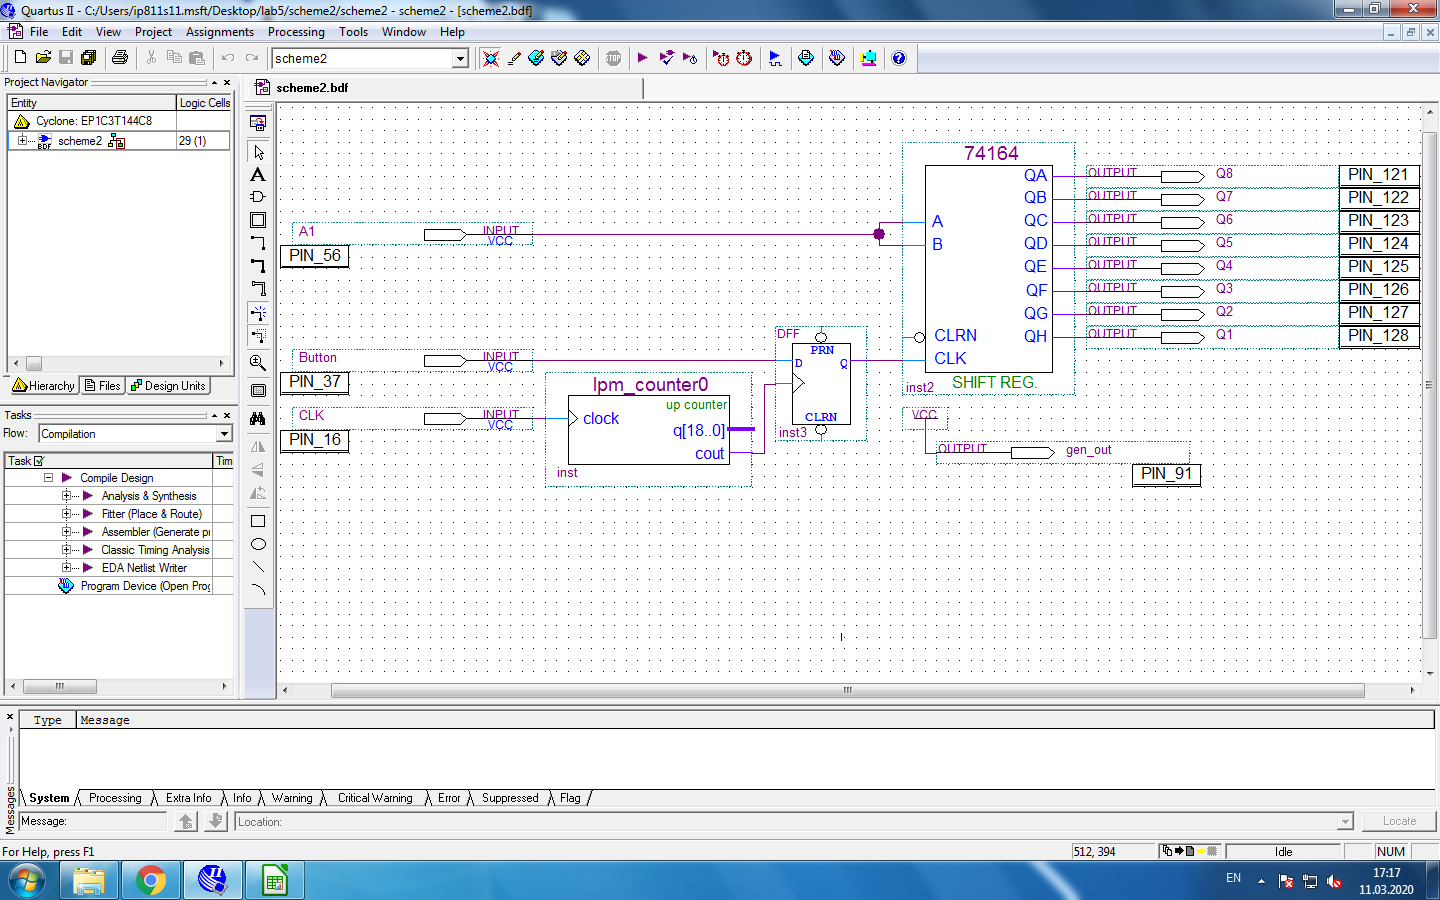 Quartus II - C:/Users/ip811s11.msft/Desktop/lab5/scheme2/scheme2 - scheme2 - [scheme2.bdf]
File Edit View Project Assignments Processing Tools Window Help
scheme2
STOP
Project Navigator
scheme2.bdf
Entity Logic Cells
Cyclone: EP1C3T144C8
BDF scheme2 29 (1)
Hierarchy Files Design Units
Tasks
Flow: Compilation
Task Tim
Compile Design
Analysis & Synthesis
Fitter (Place & Route)
Assembler (Generate pr
Classic Timing Analysis
EDA Netlist Writer
Program Device (Open Prog
A1 INPUT VCC
PIN_56
Button INPUT VCC
PIN_37
CLK INPUT VCC
PIN_16
lpm_counter0
up counter
clock
q[18..0]
cout
inst
DFF
PRN
D Q
CLRN
inst3
74164
A
B
CLRN
CLK
QA
QB
QC
QD
QE
QF
QG
QH
inst2 SHIFT REG.
OUTPUT Q8 PIN_121
OUTPUT Q7 PIN_122
OUTPUT Q6 PIN_123
OUTPUT Q5 PIN_124
OUTPUT Q4 PIN_125
OUTPUT Q3 PIN_126
OUTPUT Q2 PIN_127
OUTPUT Q1 PIN_128
VCC
OUTPUT gen_out
PIN_91
Type Message
System Processing Extra Info Info Warning Critical Warning Error Suppressed Flag
Messages
Message: Location: Locate
For Help, press F1 512, 394 Idle NUM
EN 17:17
11.03.2020